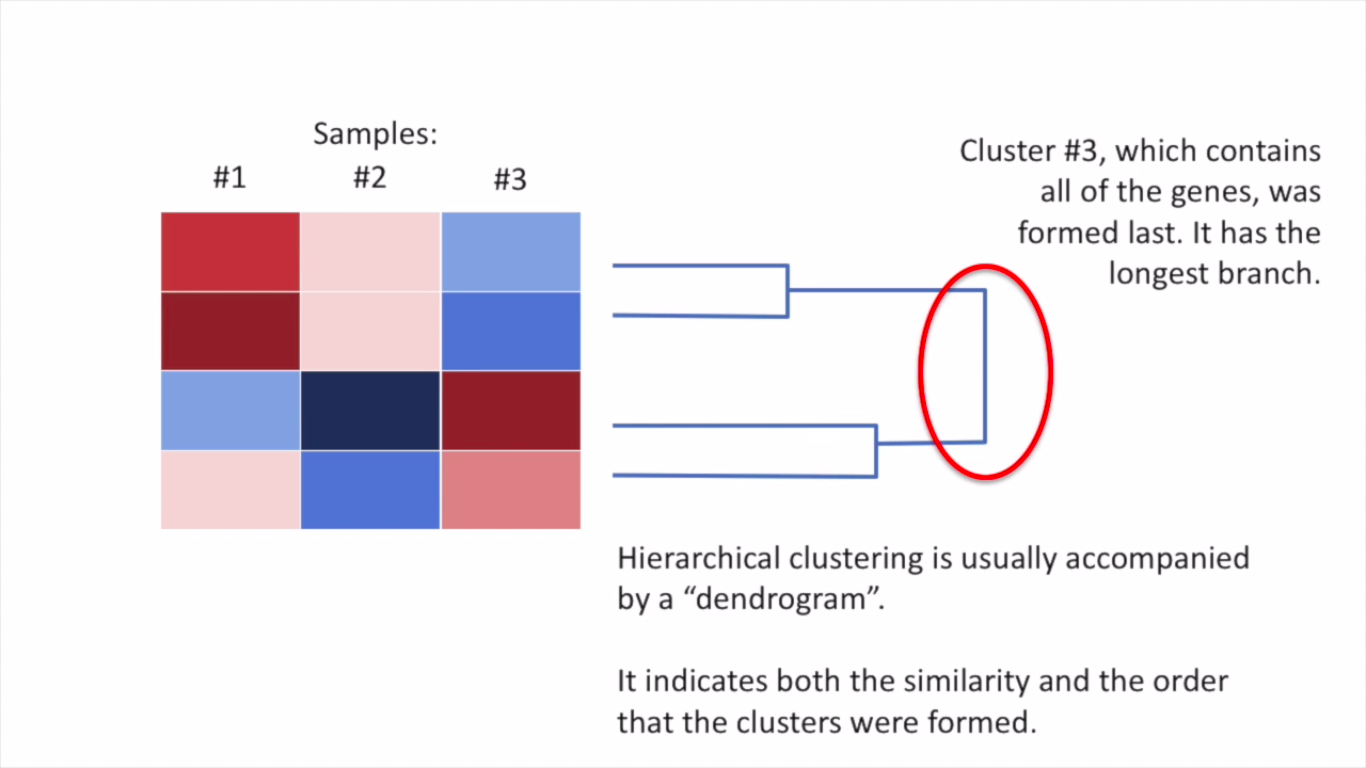 Samples:
#1 #2 #3
Cluster #3, which contains
all of the genes, was
formed last. It has the
longest branch.
Hierarchical clustering is usually accompanied
by a “dendrogram”.
It indicates both the similarity and the order
that the clusters were formed.